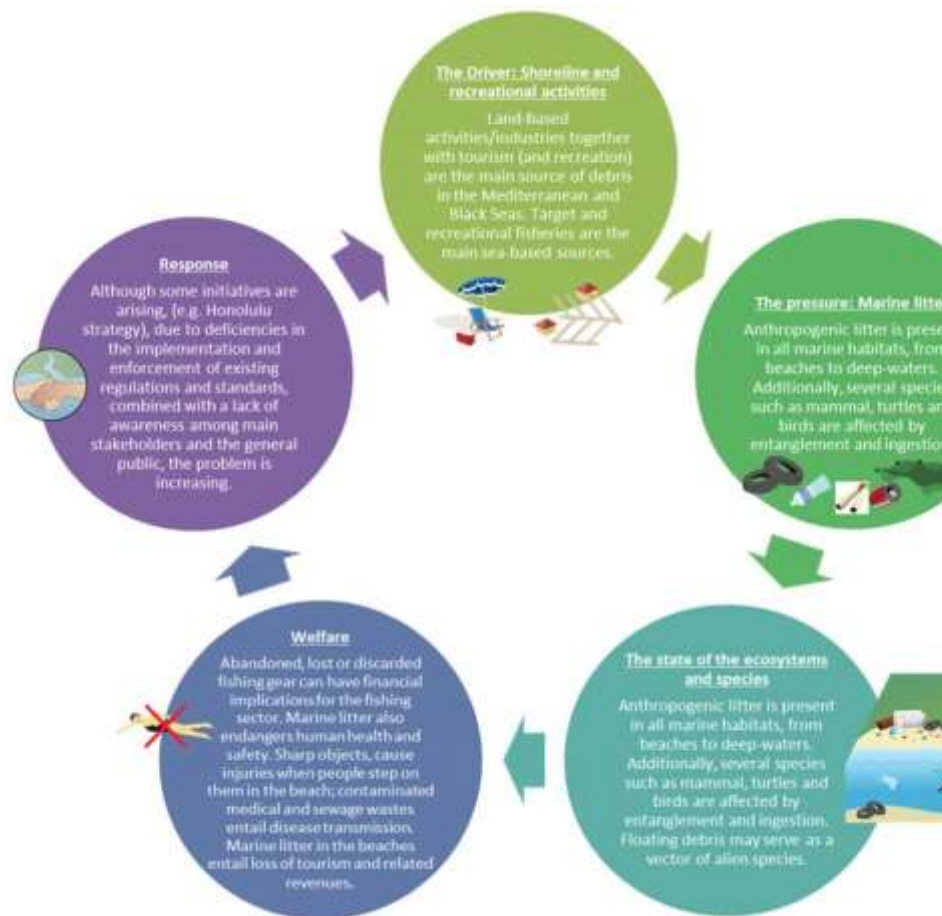 The Driver: Shoreline and
recreational activities
Land-based
activities/industries together
with tourism (and recreation)
are the main source of debris
in the Mediterranean and
Black Seas. Target and
recreational fisheries are the
main sea-based sources.
The pressure: Marine litte
Anthropogenic litter is prese
in all marine habitats, from
beaches to deep-waters.
Additionally, several specie
such as mammal, turtles an
birds are affected by
entanglement and ingestio
The state of the ecosystems
and species
Anthropogenic litter is present
in all marine habitats, from
beaches to deep-waters.
Additionally, several species
such as mammal, turtles and
birds are affected by
entanglement and ingestion.
Floating debris may serve as a
vector of alien species.
Welfare
Abandoned, lost or discarded
fishing gear can have financial
implications for the fishing
sector. Marine litter also
endangers human health and
safety. Sharp objects, cause
injuries when people step on
them in the beach; contaminated
medical and sewage wastes
entail disease transmission.
Marine litter in the beaches
entail loss of tourism and related
revenues.
Response
Although some initiatives are
arising, (e.g. Honolulu
strategy), due to deficiencies in
the implementation and
enforcement of existing
regulations and standards,
combined with a lack of
awareness among main
stakeholders and the general
public, the problem is
increasing.